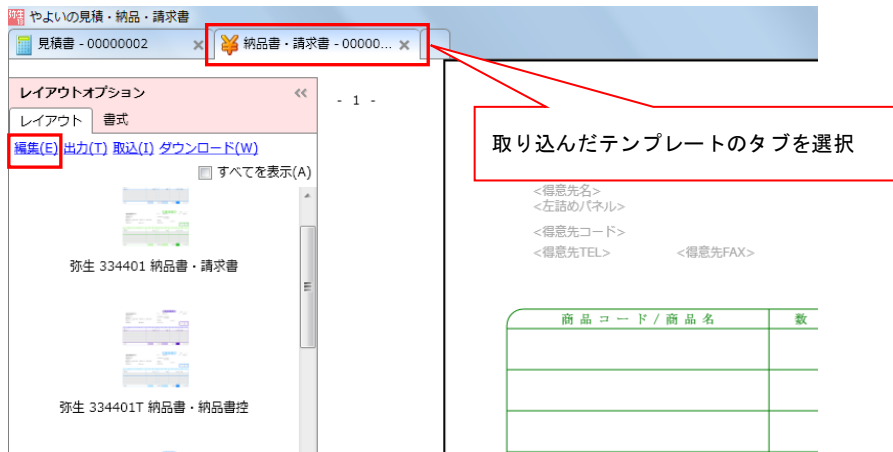 やよいの見積・納品・請求書
見積書 - 00000002
納品書・請求書 - 00000...
レイアウトオプション
- 1 -
レイアウト 書式
編集(E) 出力(T) 取込(I) ダウンロード(W)
すべてを表示(A)
取り込んだテンプレートのタブを選択
<得意先名>
<左詰めパネル>
<得意先コード>
<得意先TEL> <得意先FAX>
弥生 334401 納品書・請求書
商品コード/商品名 数
弥生 334401T 納品書・納品書控